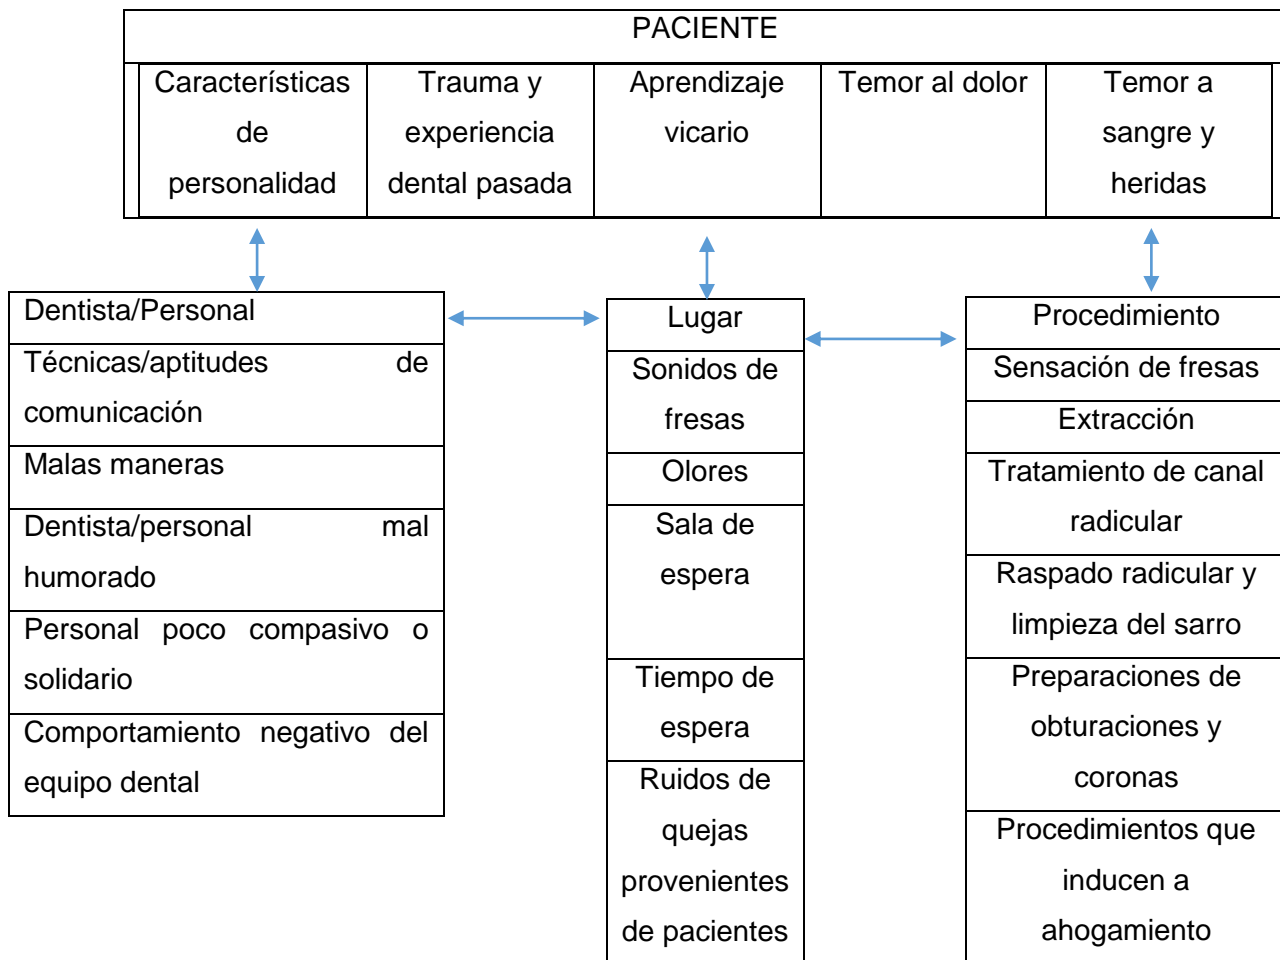 PACIENTE
Características
de
personalidad
Trauma y
experiencia
dental pasada
Aprendizaje
vicario
Temor al dolor
Temor a
sangre y
heridas
Dentista/Personal
Técnicas/aptitudes de
comunicación
Malas maneras
Dentista/personal mal
humorado
Personal poco compasivo o
solidario
Comportamiento negativo del
equipo dental
Lugar
Sonidos de
fresas
Olores
Sala de
espera
Tiempo de
espera
Ruidos de
quejas
provenientes
de pacientes
Procedimiento
Sensación de fresas
Extracción
Tratamiento de canal
radicular
Raspado radicular y
limpieza del sarro
Preparaciones de
obturaciones y
coronas
Procedimientos que
inducen a
ahogamiento